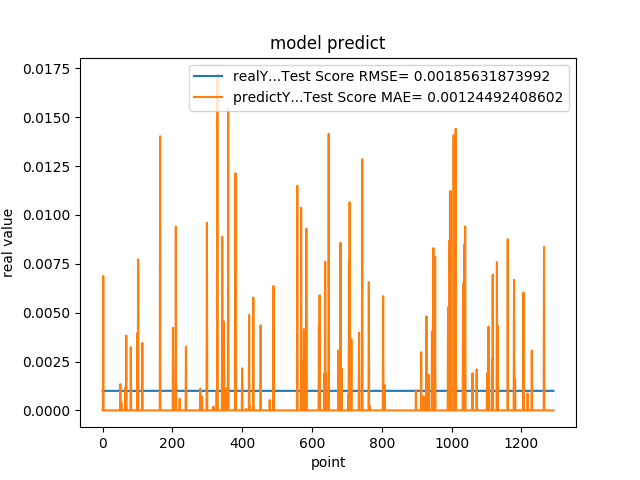 model predict
realY...Test Score RMSE= 0.00185631873992
predictY...Test Score MAE= 0.00124492408602
0.0175
0.0150
0.0125
0.0100
0.0075
0.0050
0.0025
0.0000
real value
0 200 400 600 800 1000 1200
point